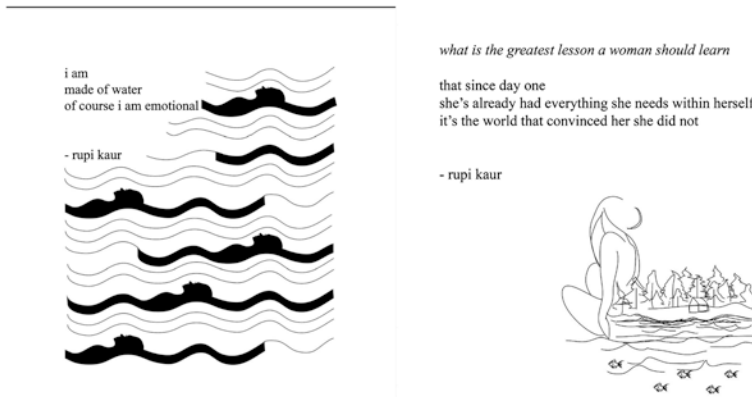 i am
made of water
of course i am emotional
- rupi kaur
what is the greatest lesson a woman should learn
that since day one
she's already had everything she needs within herself
it's the world that convinced her she did not
- rupi kaur